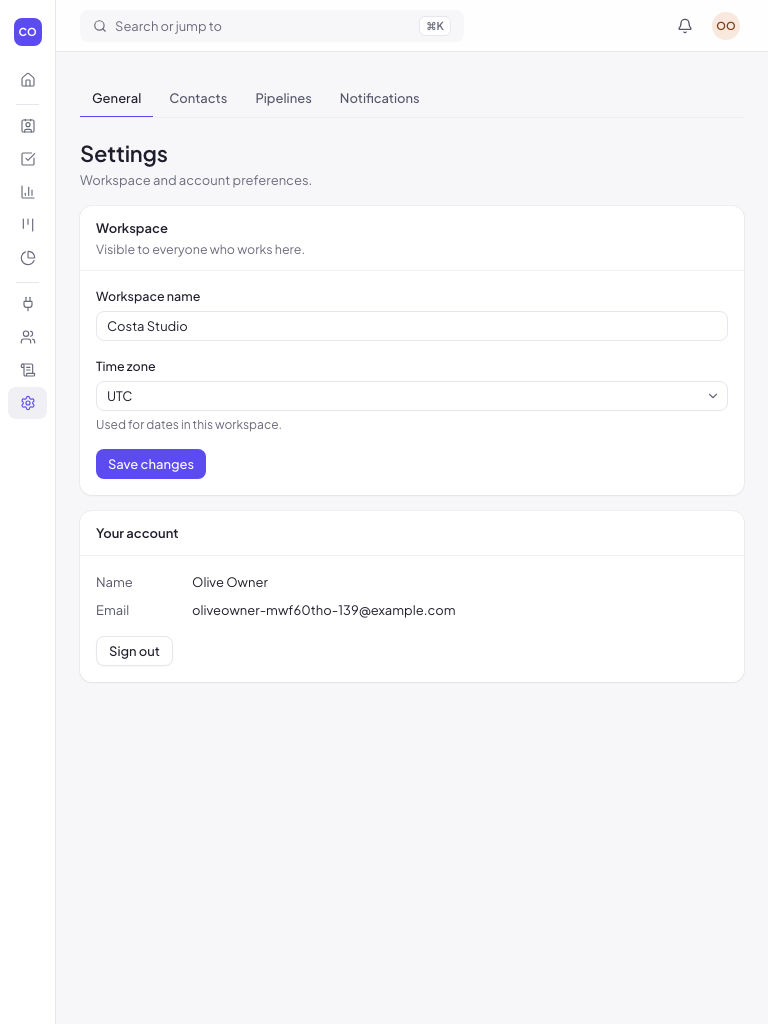 CO
Search or jump to
⌘K
OO
General
Contacts
Pipelines
Notifications
Settings
Workspace and account preferences.
Workspace
Visible to everyone who works here.
Workspace name
Costa Studio
Time zone
UTC
Used for dates in this workspace.
Save changes
Your account
Name Olive Owner
Email oliveowner-mwf60tho-139@example.com
Sign out